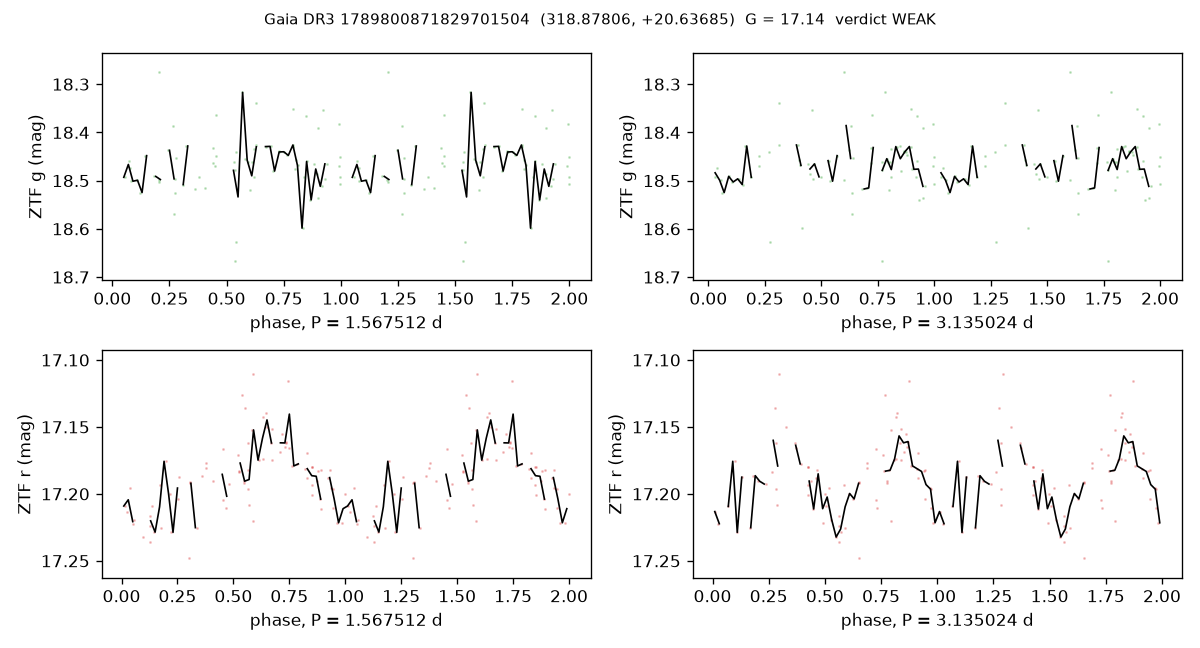 Gaia DR3 1789800871829701504 (318.87806, +20.63685) G = 17.14 verdict WEAK
ZTF g (mag)
18.3
18.4
18.5
18.6
18.7
0.00 0.25 0.50 0.75 1.00 1.25 1.50 1.75 2.00
phase, P = 1.567512 d
ZTF g (mag)
18.3
18.4
18.5
18.6
18.7
0.00 0.25 0.50 0.75 1.00 1.25 1.50 1.75 2.00
phase, P = 3.135024 d
ZTF r (mag)
17.10
17.15
17.20
17.25
0.00 0.25 0.50 0.75 1.00 1.25 1.50 1.75 2.00
phase, P = 1.567512 d
ZTF r (mag)
17.10
17.15
17.20
17.25
0.00 0.25 0.50 0.75 1.00 1.25 1.50 1.75 2.00
phase, P = 3.135024 d